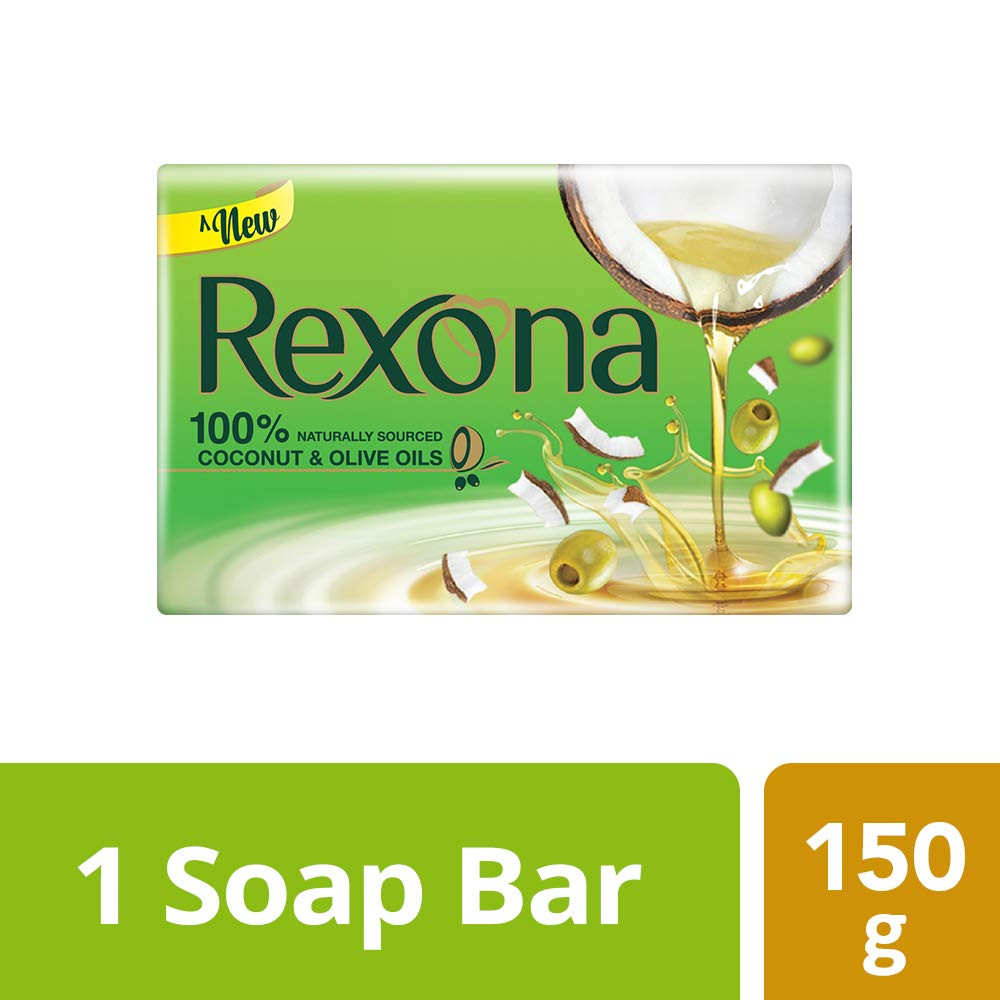 New
Rexona
100% NATURALLY SOURCED
COCONUT & OLIVE OILS
1 Soap Bar
150
g